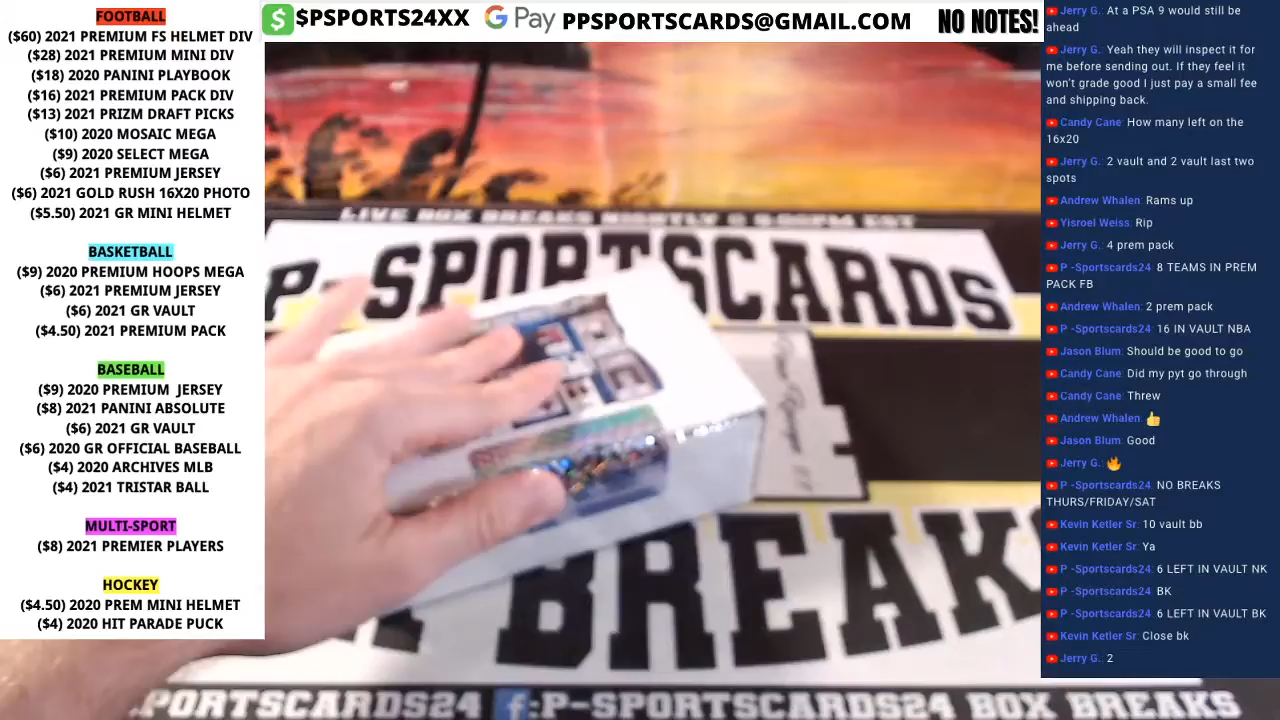 FOOTBALL
($60) 2021 PREMIUM FS HELMET DIV
($28) 2021 PREMIUM MINI DIV
($18) 2020 PANINI PLAYBOOK
($16) 2021 PREMIUM PACK DIV
($13) 2021 PRIZM DRAFT PICKS
($10) 2020 MOSAIC MEGA
($9) 2020 SELECT MEGA
($6) 2021 PREMIUM JERSEY
($6) 2021 GOLD RUSH 16X20 PHOTO
($5.50) 2021 GR MINI HELMET
BASKETBALL
($9) 2020 PREMIUM HOOPS MEGA
($6) 2021 PREMIUM JERSEY
($6) 2021 GR VAULT
($4.50) 2021 PREMIUM PACK
BASEBALL
($9) 2020 PREMIUM JERSEY
($8) 2021 PANINI ABSOLUTE
($6) 2021 GR VAULT
($6) 2020 GR OFFICIAL BASEBALL
($4) 2020 ARCHIVES MLB
($4) 2021 TRISTAR BALL
MULTI-SPORT
($8) 2021 PREMIER PLAYERS
HOCKEY
($4.50) 2020 PREM MINI HELMET
($4) 2020 HIT PARADE PUCK
$PSPORTS24XX G Pay PPSPORTSCARDS@GMAIL.COM NO NOTES!
LIVE BOX BREAKS NIGHTLY @ 9:00PM EST
P-SPORTSCARDS
BREAK
PORTSCARDS24 f:P-SPORTSCARDS24 BOX BREAKS
Jerry G.: At a PSA 9 would still be
ahead
Jerry G.: Yeah they will inspect it for
me before sending out. If they feel it
won't grade good I just pay a small fee
and shipping back.
Candy Cane: How many left on the
16x20
Jerry G.: 2 vault and 2 vault last two
spots
Andrew Whalen: Rams up
Yisroel Weiss: Rip
Jerry G.: 4 prem pack
P -Sportscards24: 8 TEAMS IN PREM
PACK FB
Andrew Whalen: 2 prem pack
P -Sportscards24: 16 IN VAULT NBA
Jason Blum: Should be good to go
Candy Cane: Did my pyt go through
Candy Cane: Threw
Andrew Whalen: 👍
Jason Blum: Good
Jerry G.: 🔥
P -Sportscards24: NO BREAKS
THURS/FRIDAY/SAT
Kevin Ketler Sr: 10 vault bb
Kevin Ketler Sr: Ya
P -Sportscards24: 6 LEFT IN VAULT NK
P -Sportscards24: BK
P -Sportscards24: 6 LEFT IN VAULT BK
Kevin Ketler Sr: Close bk
Jerry G.: 2